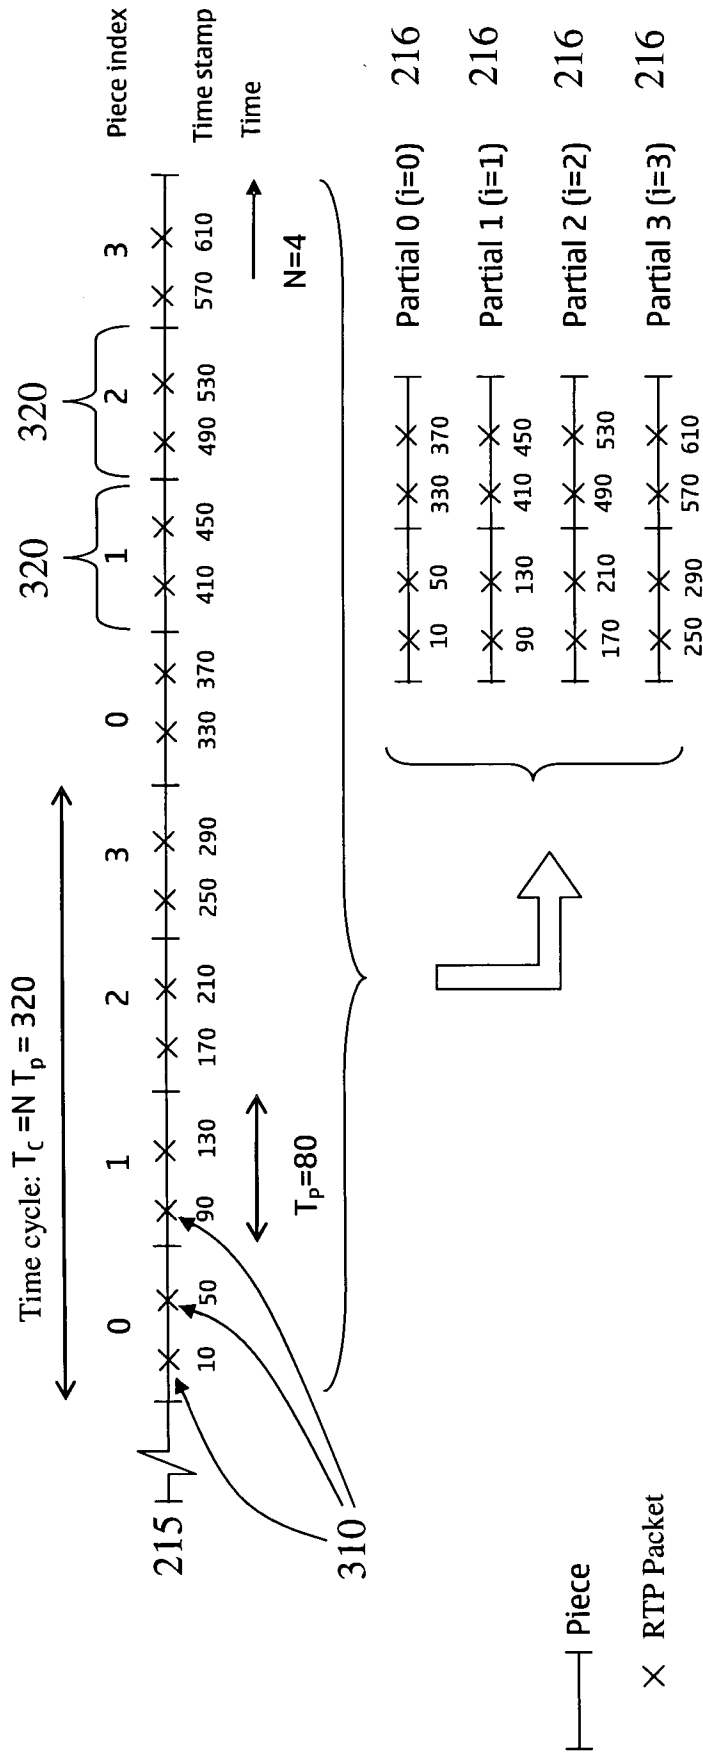 Time cycle: T_C =N T_p = 320
320 320
0 1 2 3 0 1 2 3 Piece index
215
10 50 90 130 170 210 250 290 330 370 410 450 490 530 570 610 Time stamp
T_p=80
N=4
Time
310
10 50 330 370 Partial 0 (i=0) 216
90 130 410 450 Partial 1 (i=1) 216
170 210 490 530 Partial 2 (i=2) 216
250 290 570 610 Partial 3 (i=3) 216
Piece
RTP Packet